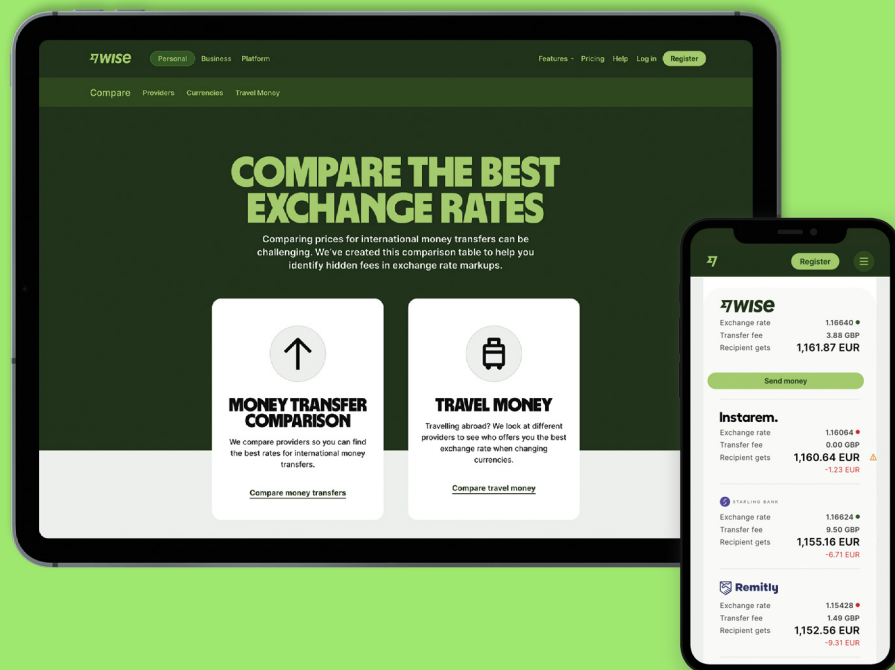 WISE
Personal Business Platform
Features Pricing Help Log in Register
Compare Providers Currencies Travel Money
COMPARE THE BEST
EXCHANGE RATES
Comparing prices for international money transfers can be
challenging. We've created this comparison table to help you
identify hidden fees in exchange rate markups.
MONEY TRANSFER
COMPARISON
We compare providers so you can find
the best rates for international money
transfers.
Compare money transfers
TRAVEL MONEY
Travelling abroad? We look at different
providers to see who offers you the best
exchange rate when changing
currencies.
Compare travel money
Register
WISE
Exchange rate 1.16640
Transfer fee 3.88 GBP
Recipient gets 1,161.87 EUR
Send money
Instarem.
Exchange rate 1.16064
Transfer fee 0.00 GBP
Recipient gets 1,160.64 EUR
-1.23 EUR
STARLING BANK
Exchange rate 1.16624
Transfer fee 9.50 GBP
Recipient gets 1,155.16 EUR
-6.71 EUR
Remitly
Exchange rate 1.15428
Transfer fee 1.49 GBP
Recipient gets 1,152.56 EUR
-9.31 EUR